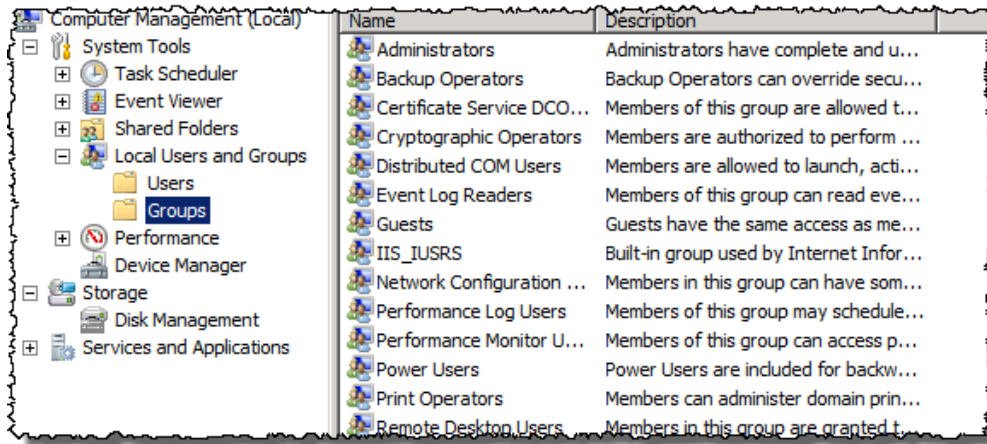 Computer Management (Local)
System Tools
Task Scheduler
Event Viewer
Shared Folders
Local Users and Groups
Users
Groups
Performance
Device Manager
Storage
Disk Management
Services and Applications
Name Description
Administrators Administrators have complete and u...
Backup Operators Backup Operators can override secu...
Certificate Service DCO... Members of this group are allowed t...
Cryptographic Operators Members are authorized to perform ...
Distributed COM Users Members are allowed to launch, acti...
Event Log Readers Members of this group can read eve...
Guests Guests have the same access as me...
IIS_IUSRS Built-in group used by Internet Infor...
Network Configuration ... Members in this group can have som...
Performance Log Users Members of this group may schedule...
Performance Monitor U... Members of this group can access p...
Power Users Power Users are included for backw...
Print Operators Members can administer domain prin...
Remote Desktop Users Members in this group are granted t...